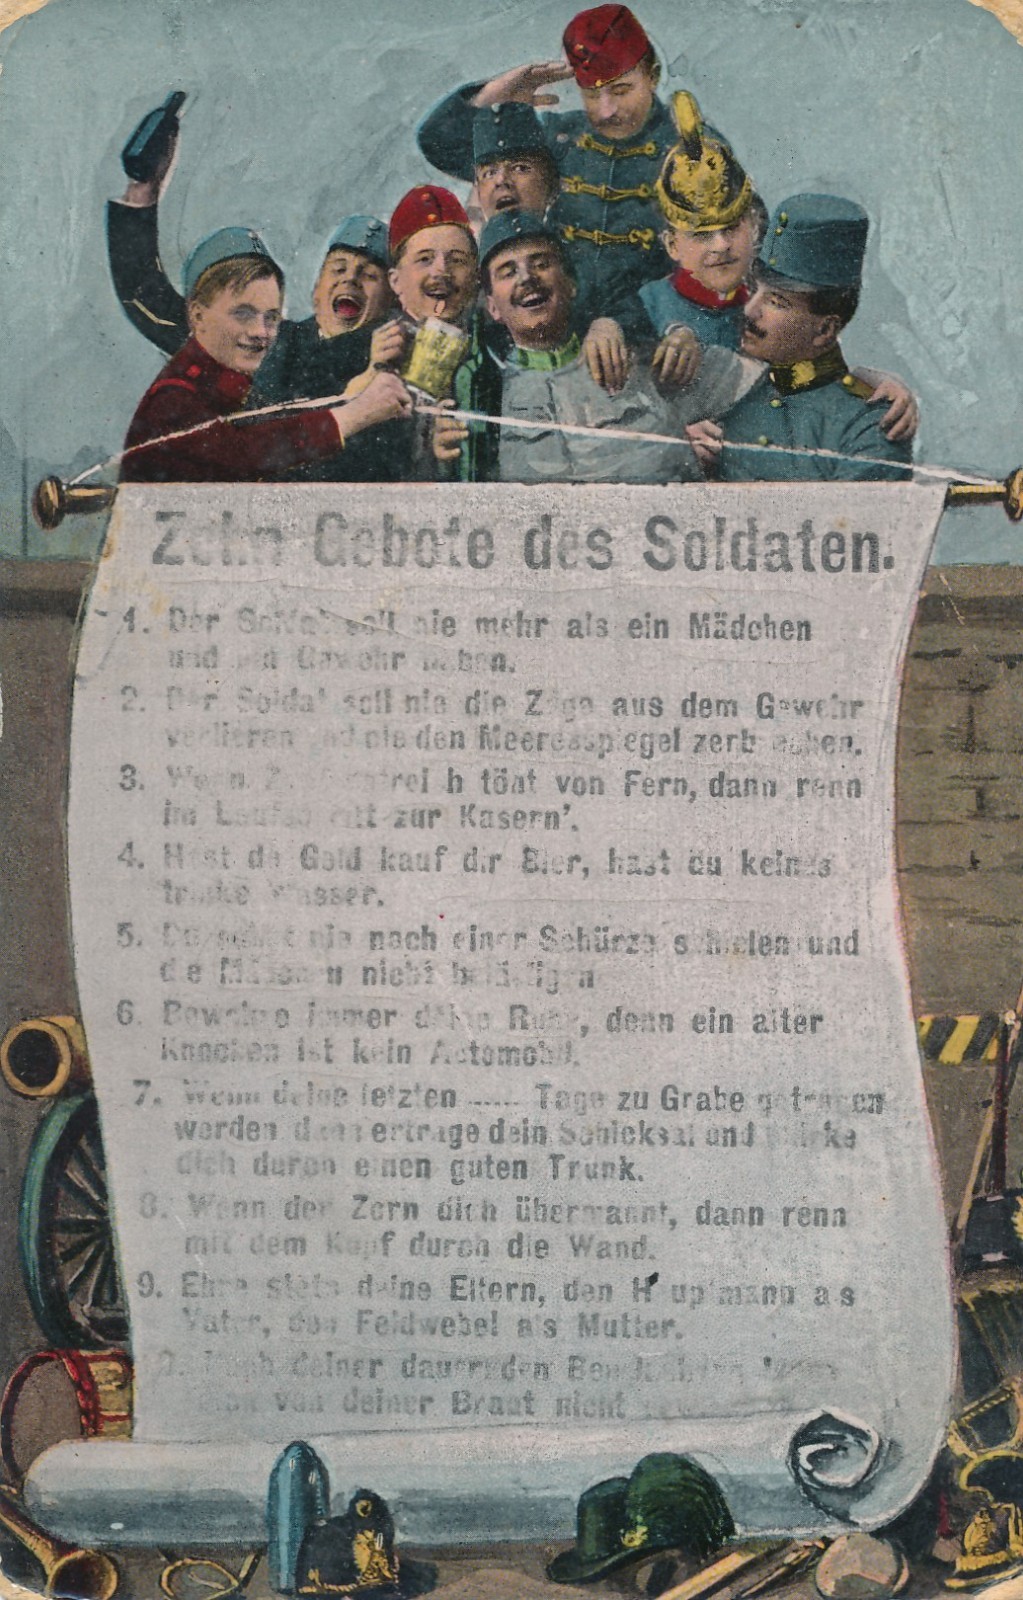 Zehn Gebote des Soldaten.
1. Der Soldat soll nie mehr als ein Mädchen
und ein Gewehr haben.
2. Der Soldat soll nie die Züge aus dem Gewehr
verlieren und nie den Meeresspiegel zerbrechen.
3. Wenn töht von Fern, dann renn
im Laufschritt zur Kasern'.
4. Hast du Geld kauf dir Bier, hast du keines
trinke Wasser.
5. Du sollst nie nach einer Schürze schielen und
die Mädchen nicht belästigen
6. Bewahre immer deine Ruhe, denn ein alter
Knochen ist kein Automobil.
7. Wenn deine letzten ..... Tage zu Grabe getragen
werden dann ertrage dein Schicksal und stärke
dich durch einen guten Trunk.
8. Wenn der Zorn dich übermannt, dann renn
mit dem Kopf durch die Wand.
9. Ehre stets deine Eltern, den Hauptmann als
Vater, den Feldwebel als Mutter.
deiner dauernden
von deiner Braut nicht